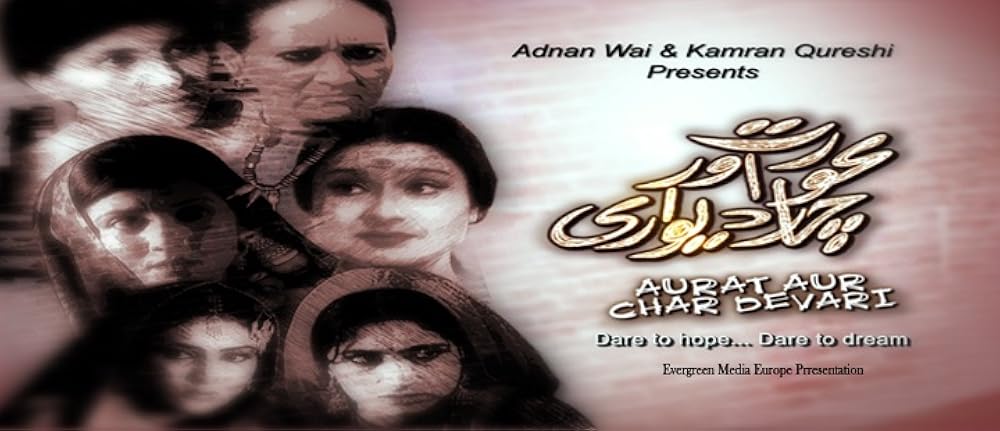 Adnan Wai & Kamran Qureshi
Presents
عورت اور
چار دیواری
AURAT AUR
CHAR DEVARI
Dare to hope... Dare to dream
Evergreen Media Europe Prresentation